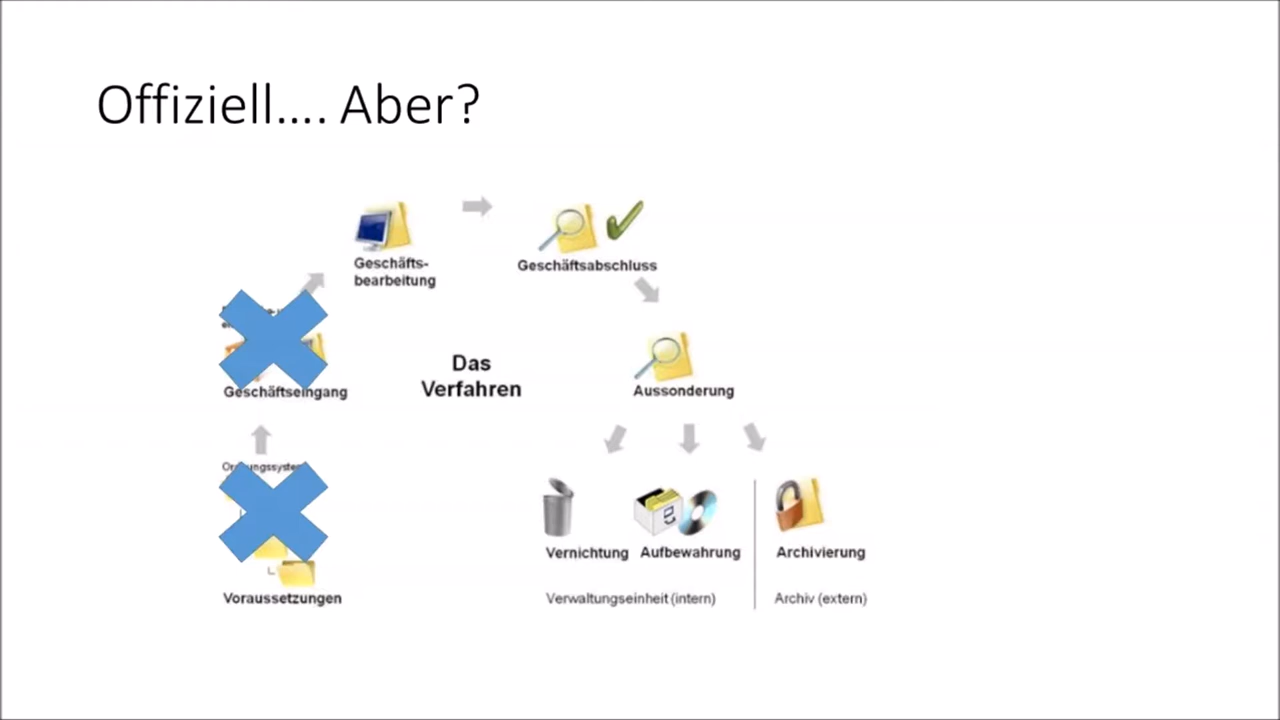 Offiziell.... Aber?
Geschäfts-
bearbeitung
Geschäftsabschluss
Geschäftseingang
Das
Verfahren
Aussonderung
Vernichtung
Aufbewahrung
Archivierung
Voraussetzungen
Verwaltungseinheit (intern)
Archiv (extern)